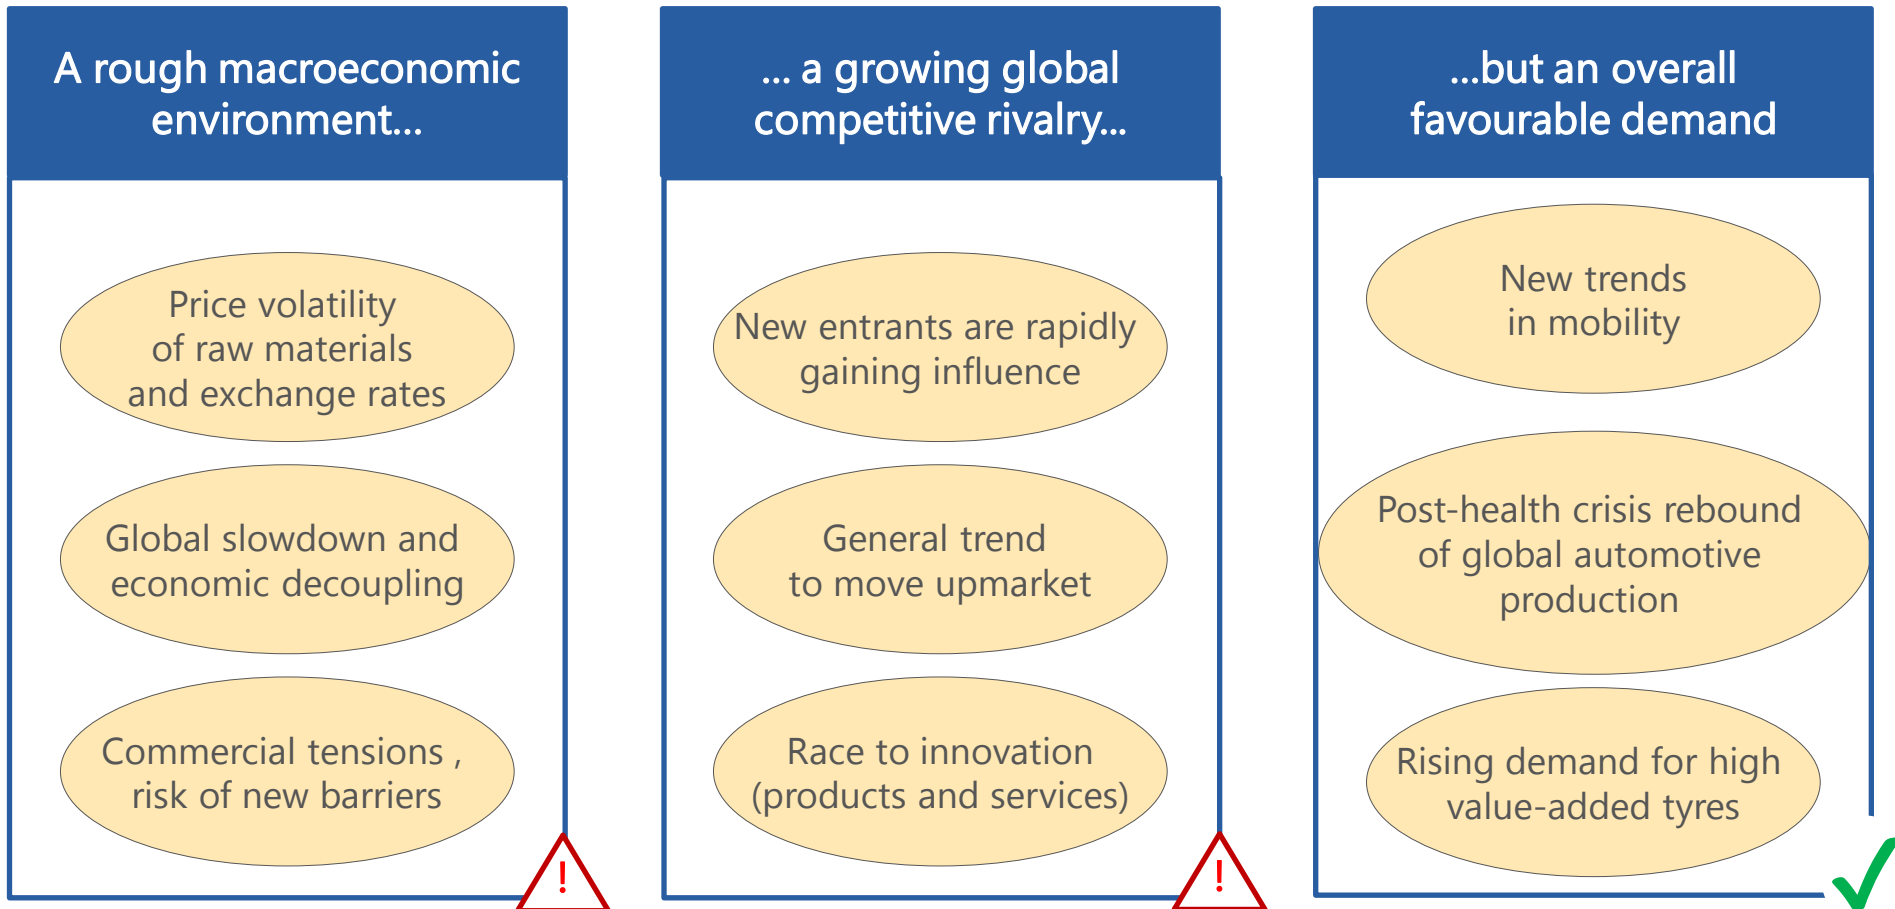 A rough macroeconomic
environment...
Price volatility
of raw materials
and exchange rates
Global slowdown and
economic decoupling
Commercial tensions ,
risk of new barriers
!
... a growing global
competitive rivalry...
New entrants are rapidly
gaining influence
General trend
to move upmarket
Race to innovation
(products and services)
!
...but an overall
favourable demand
New trends
in mobility
Post-health crisis rebound
of global automotive
production
Rising demand for high
value-added tyres